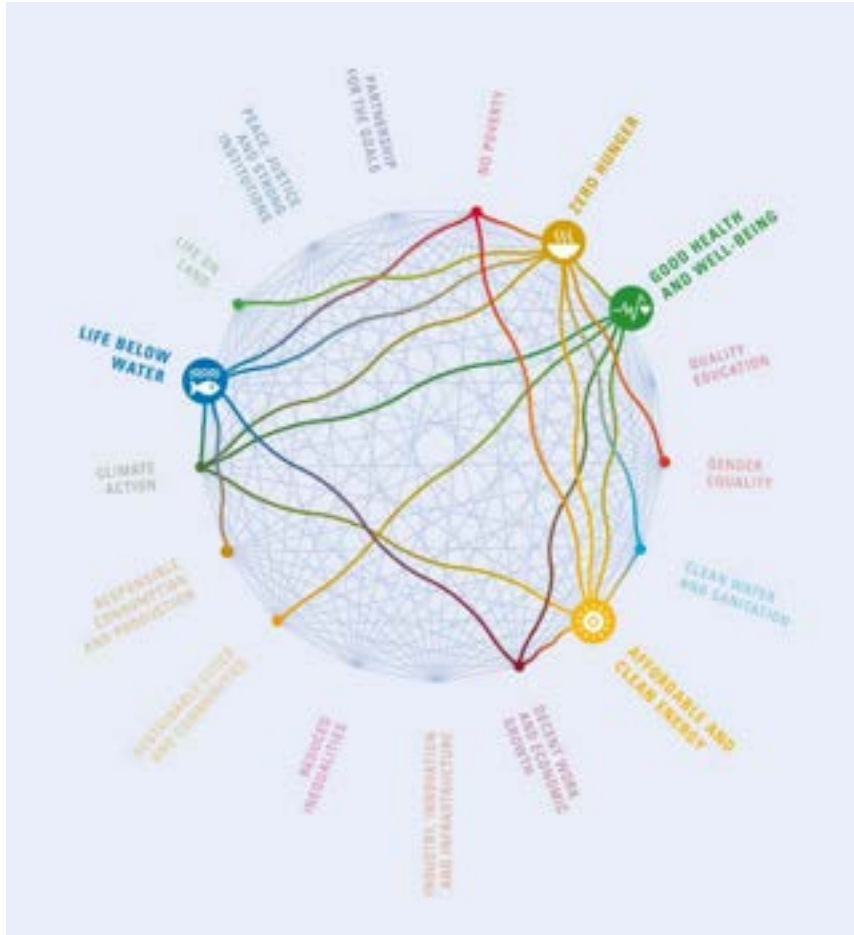 PARTNERSHIP
FOR THE GOALS
NO POVERTY
ZERO HUNGER
GOOD HEALTH
AND WELL-BEING
QUALITY
EDUCATION
GENDER
EQUALITY
CLEAN WATER
AND SANITATION
AFFORDABLE AND
CLEAN ENERGY
DECENT WORK
AND ECONOMIC
GROWTH
INDUSTRY, INNOVATION
AND INFRASTRUCTURE
REDUCED
INEQUALITIES
SUSTAINABLE CITIES
AND COMMUNITIES
RESPONSIBLE
CONSUMPTION
AND PRODUCTION
CLIMATE
ACTION
LIFE BELOW
WATER
LIFE ON
LAND
PEACE, JUSTICE
AND STRONG
INSTITUTIONS